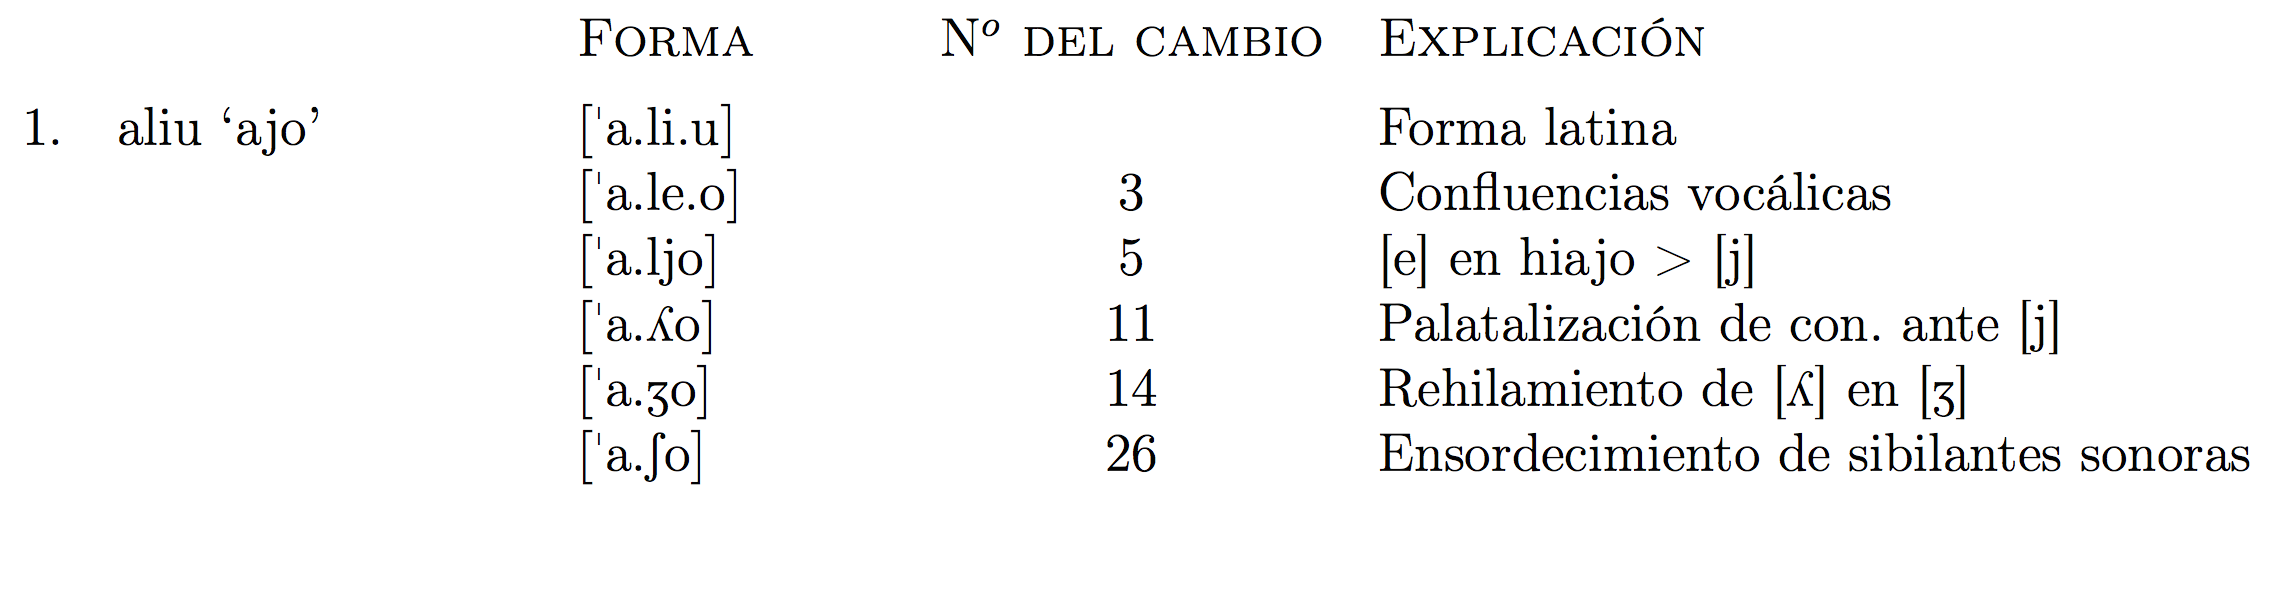 Forma Nº del cambio Explicación
1. aliu ‘ajo’ [ˈa.li.u] Forma latina
[ˈa.le.o] 3 Confluencias vocálicas
[ˈa.ljo] 5 [e] en hiajo > [j]
[ˈa.ʎo] 11 Palatalización de con. ante [j]
[ˈa.ʒo] 14 Rehilamiento de [ʎ] en [ʒ]
[ˈa.ʃo] 26 Ensordecimiento de sibilantes sonoras